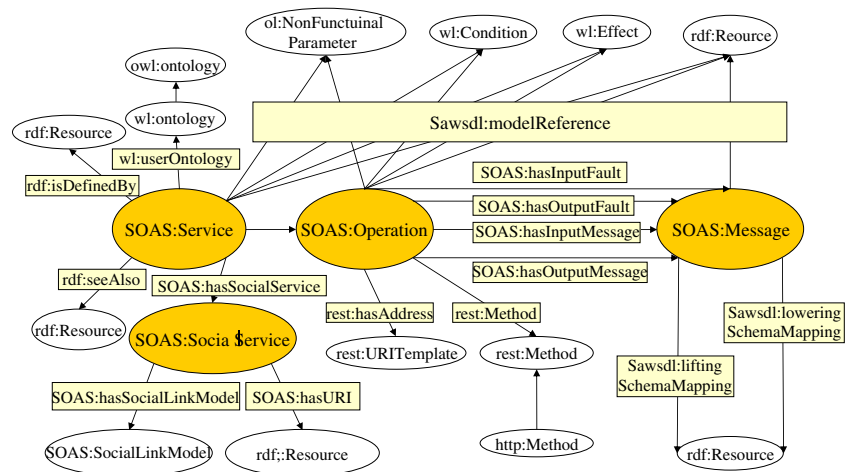 ol:NonFunctuinal
Parameter
wl:Condition
wl:Effect
rdf:Reource
owl:ontology
wl:ontology
rdf:Resource
Sawsdl:modelReference
wl:userOntology
rdf:isDefinedBy
SOAS:hasInputFault
SOAS:hasOutputFault
SOAS:Service
SOAS:Operation
SOAS:hasInputMessage
SOAS:Message
SOAS:hasOutputMessage
rdf:seeAlso
SOAS:hasSocialService
rest:hasAddress
rest:Method
Sawsdl:lowering
SchemaMapping
rdf:Resource
SOAS:Socia Service
rest:URITemplate
rest:Method
Sawsdl:lifting
SchemaMapping
SOAS:hasSocialLinkModel
SOAS:hasURI
SOAS:SocialLinkModel
rdf;:Resource
http:Method
rdf:Resource